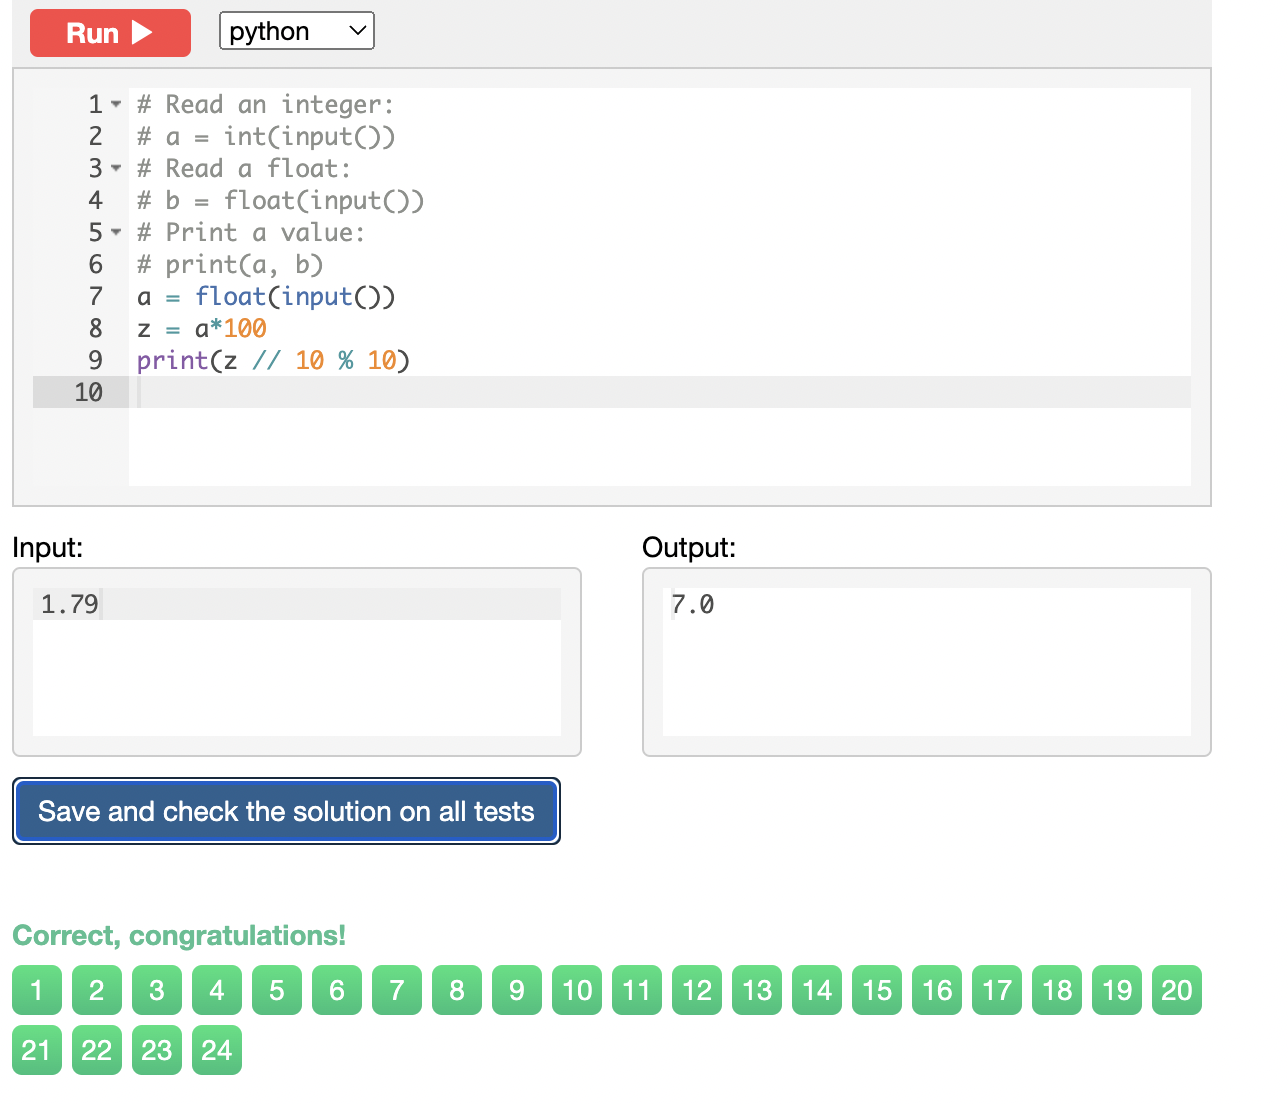 Run
python
1 # Read an integer:
2 # a = int(input())
3 # Read a float:
4 # b = float(input())
5 # Print a value:
6 # print(a, b)
7 a = float(input())
8 z = a*100
9 print(z // 10 % 10)
10
Input:
Output:
1.79
7.0
Save and check the solution on all tests
Correct, congratulations!
1 2 3 4 5 6 7 8 9 10 11 12 13 14 15 16 17 18 19 20
21 22 23 24